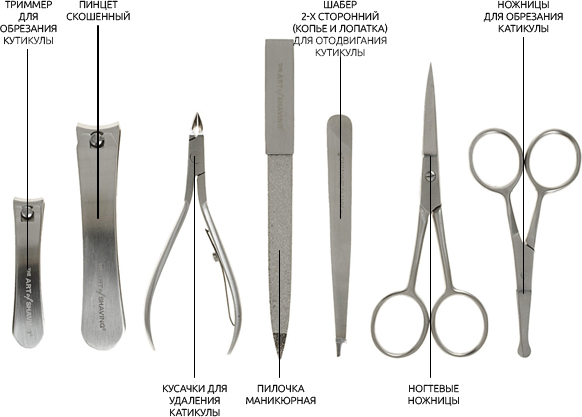 ТРИММЕР
ДЛЯ
ОБРЕЗАНИЯ
КУТИКУЛЫ
ПИНЦЕТ
СКОШЕННЫЙ
ШАБЕР
2-Х СТОРОННИЙ
(КОПЬЕ И ЛОПАТКА)
ДЛЯ ОТОДВИГАНИЯ
КУТИКУЛЫ
НОЖНИЦЫ
ДЛЯ ОБРЕЗАНИЯ
КАТИКУЛЫ
THE ART of SHAVING
THE ART of SHAVING
THE ART of SHAVING
КУСАЧКИ ДЛЯ
УДАЛЕНИЯ
КАТИКУЛЫ
ПИЛОЧКА
МАНИКЮРНАЯ
НОГТЕВЫЕ
НОЖНИЦЫ